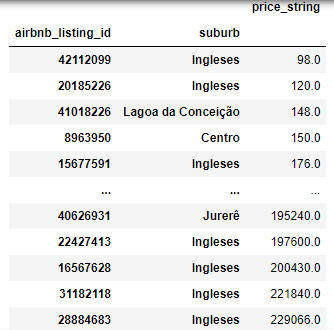 price_string
airbnb_listing_id suburb
42112099 Ingleses 98.0
20185226 Ingleses 120.0
41018226 Lagoa da Conceição 148.0
8963950 Centro 150.0
15677591 Ingleses 176.0
... ... ...
40626931 Jurerê 195240.0
22427413 Ingleses 197600.0
16567628 Ingleses 200430.0
31182118 Ingleses 221840.0
28884683 Ingleses 229066.0